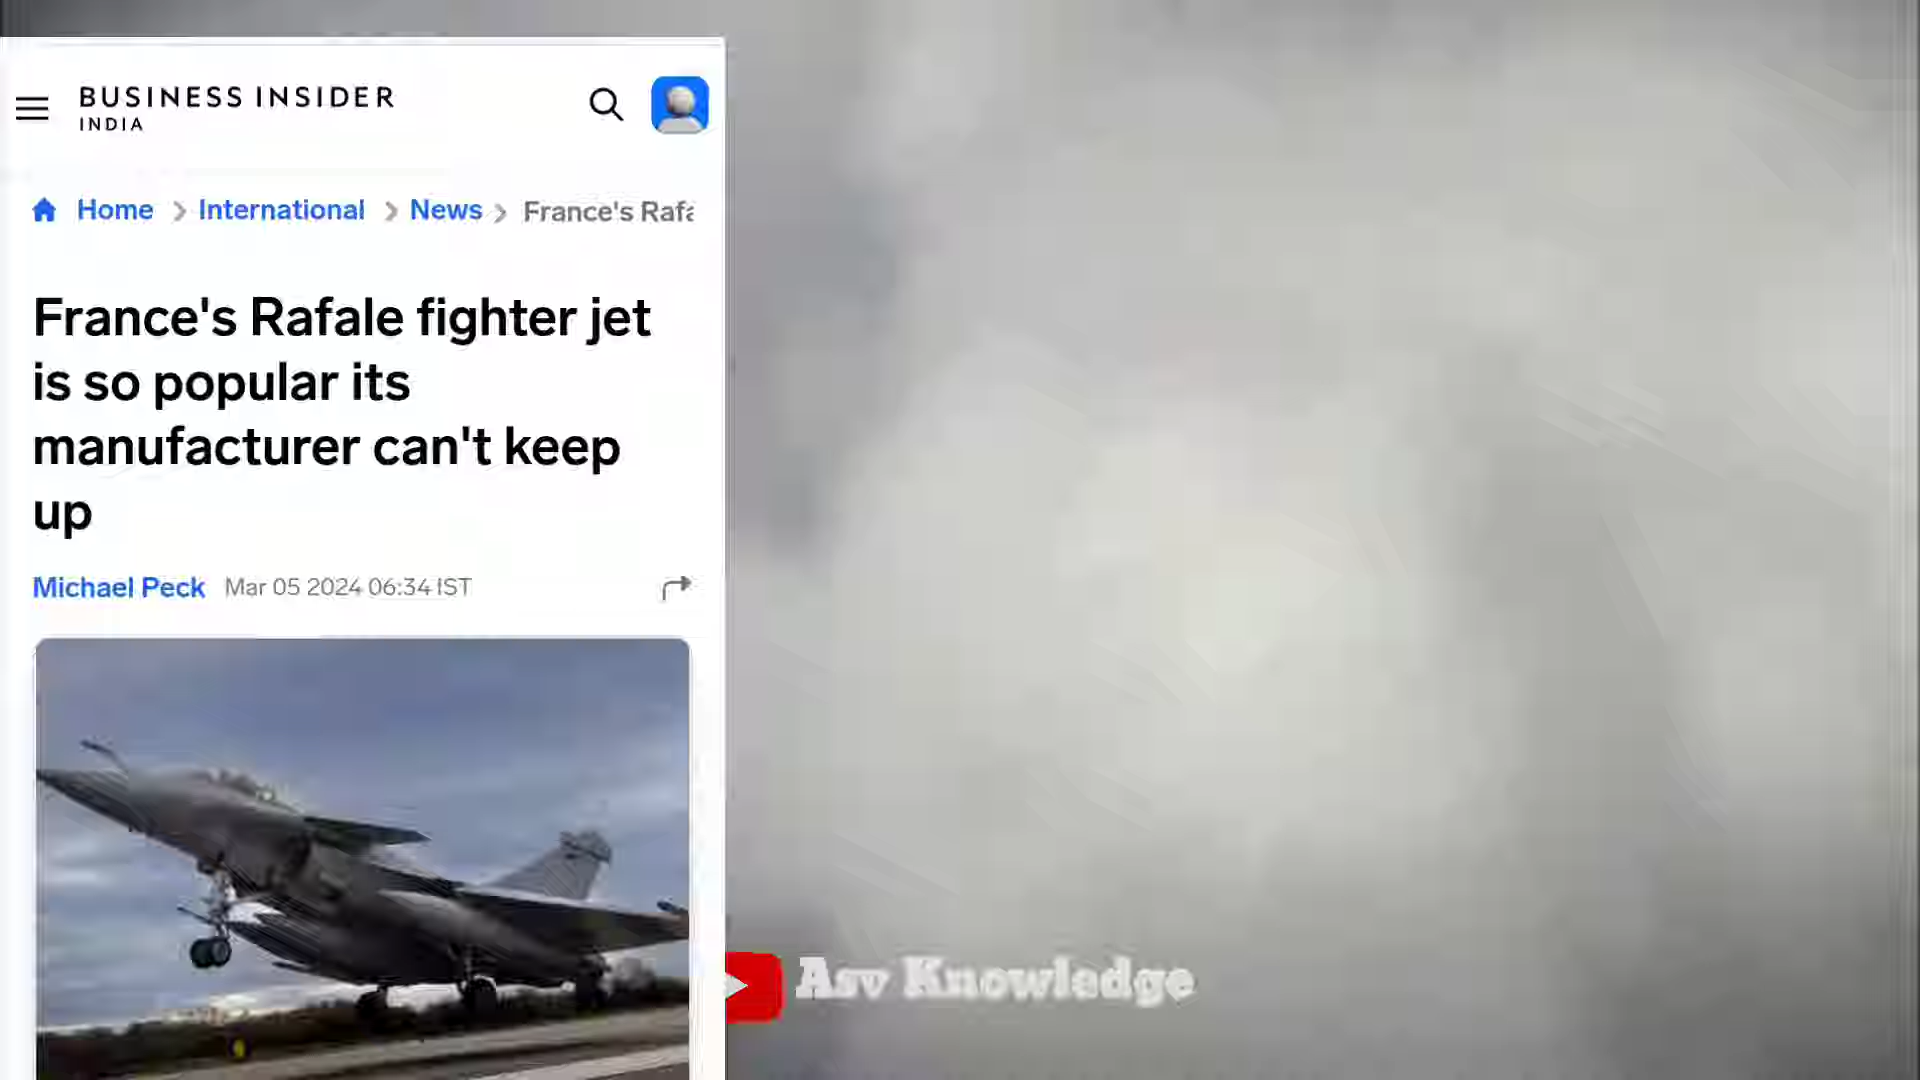 BUSINESS INSIDER
INDIA
Home International News France's Rafa
France's Rafale fighter jet
is so popular its
manufacturer can't keep
up
Michael Peck Mar 05 2024 06:34 IST
Asv Knowledge